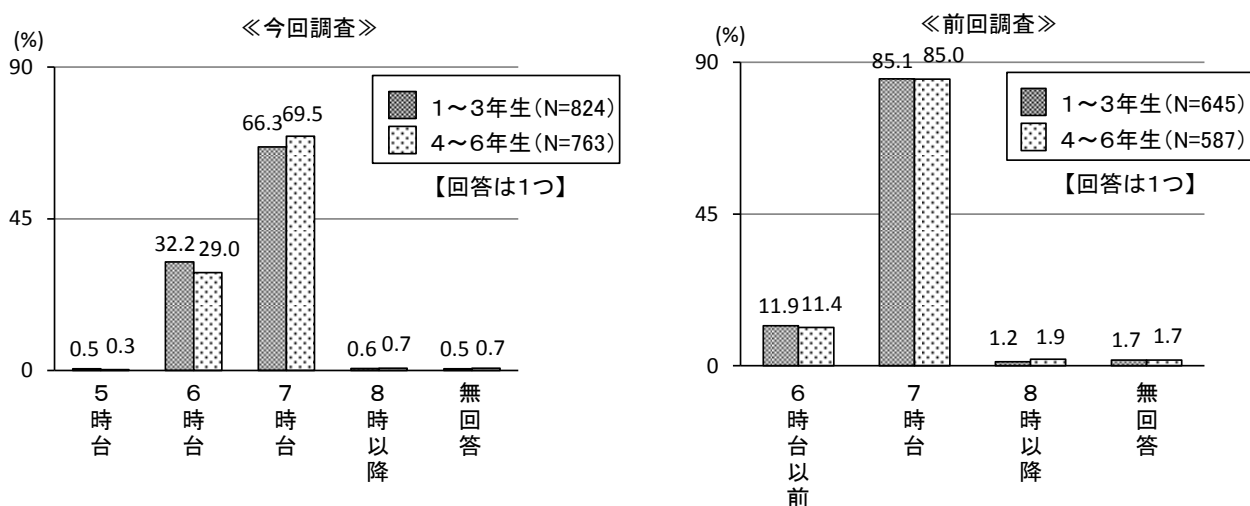 ≪今回調査≫
(%)
90
45
0
1～3年生(N=824)
4～6年生(N=763)
【回答は1つ】
0.5 0.3
32.2 29.0
66.3 69.5
0.6 0.7
0.5 0.7
5時台
6時台
7時台
8時以降
無回答
≪前回調査≫
(%)
90
45
0
1～3年生(N=645)
4～6年生(N=587)
【回答は1つ】
11.9 11.4
85.1 85.0
1.2 1.9
1.7 1.7
6時台以前
7時台
8時以降
無回答